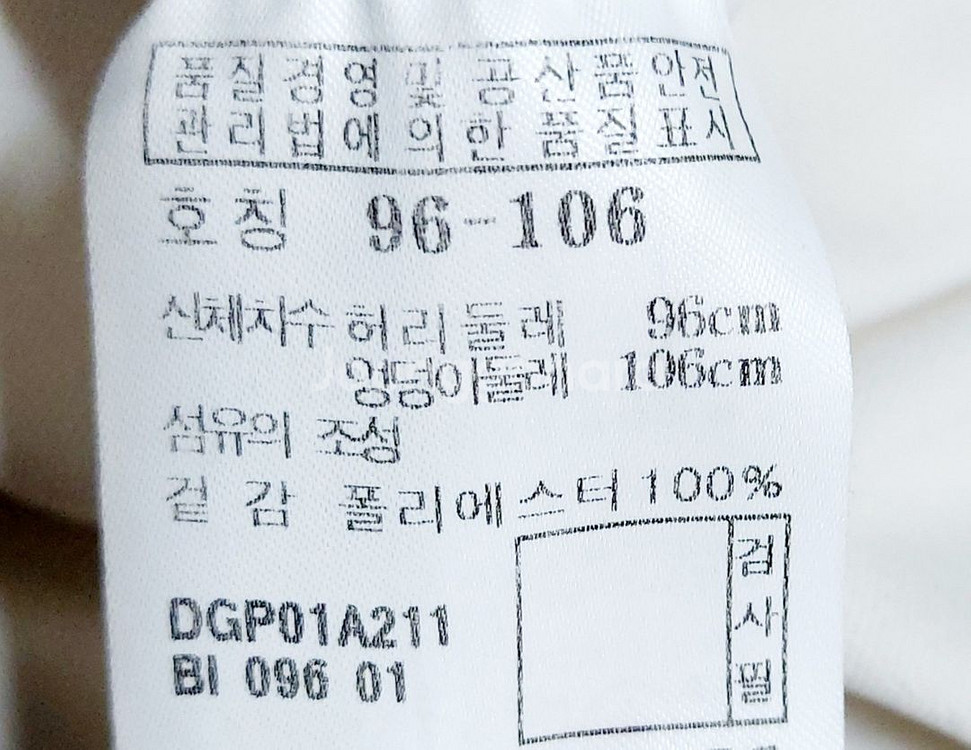 품질경영및공산품안전
관리법에의한품질표시
호칭 96-106
신체치수 허리둘레 96cm
엉덩이둘레 106cm
섬유의 조성
겉감 폴리에스터 100%
검사필
DGP01A211
BI 096 01